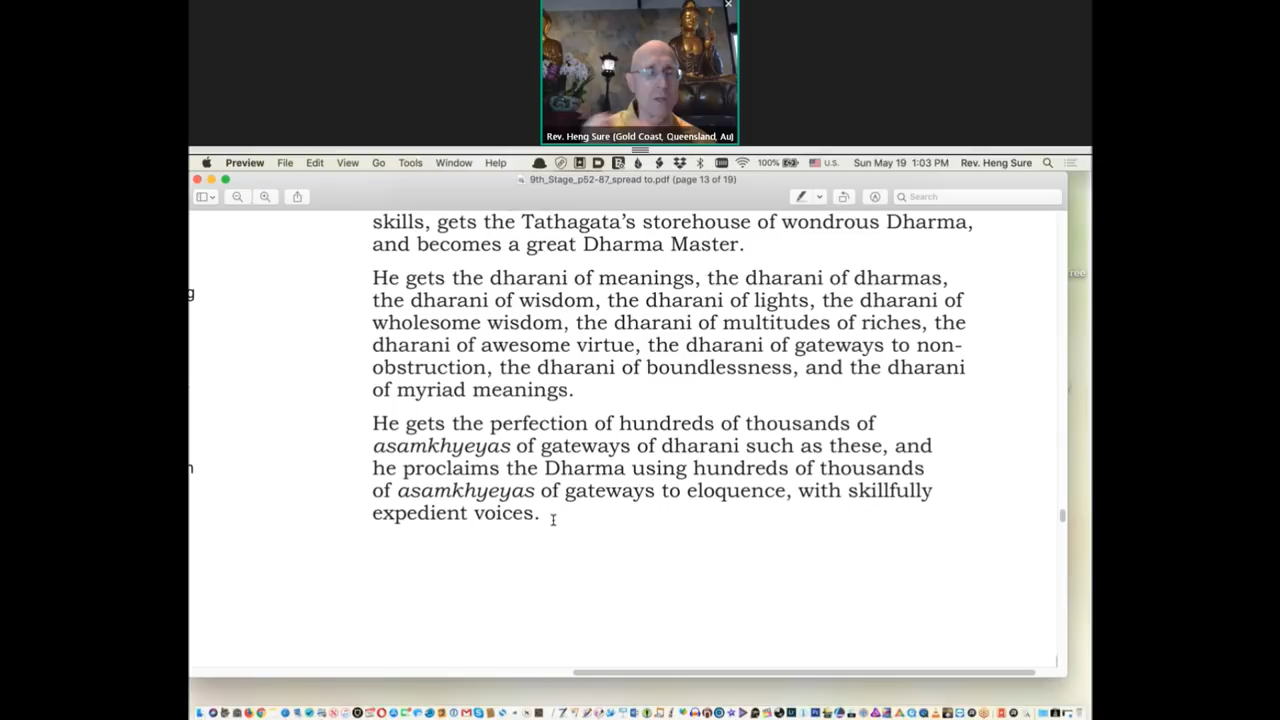 Rev. Heng Sure (Gold Coast, Queensland, Au)
Preview File Edit View Go Tools Window Help 100% U.S. Sun May 19 1:03 PM Rev. Heng Sure
9th_Stage_p52-87_spread to.pdf (page 13 of 19)
Search
skills, gets the Tathagata’s storehouse of wondrous Dharma,
and becomes a great Dharma Master.
He gets the dharani of meanings, the dharani of dharmas,
the dharani of wisdom, the dharani of lights, the dharani of
wholesome wisdom, the dharani of multitudes of riches, the
dharani of awesome virtue, the dharani of gateways to non-
obstruction, the dharani of boundlessness, and the dharani
of myriad meanings.
He gets the perfection of hundreds of thousands of
asamkhyeyas of gateways of dharani such as these, and
he proclaims the Dharma using hundreds of thousands
of asamkhyeyas of gateways to eloquence, with skillfully
expedient voices.